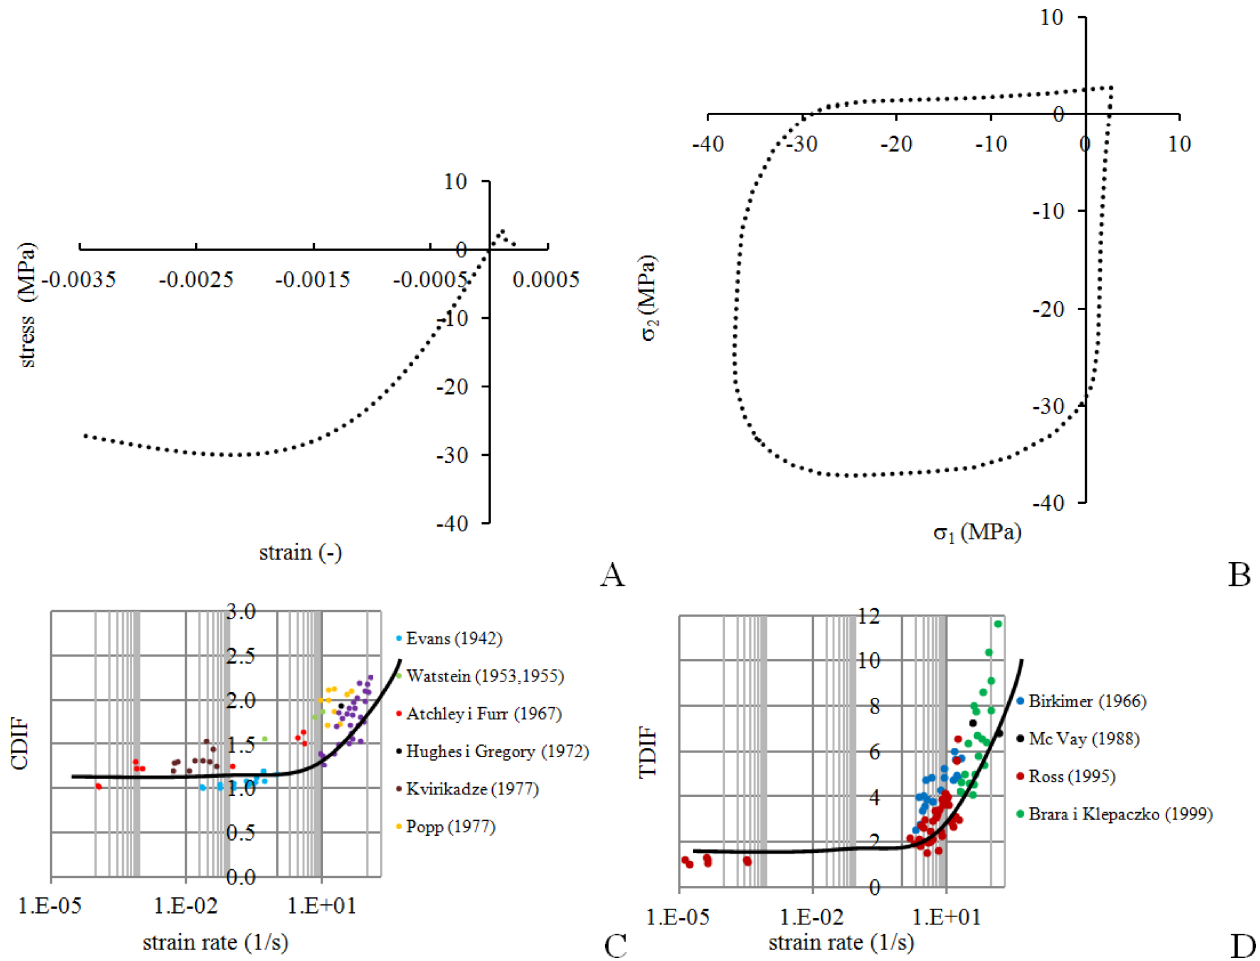 10
0
-10
-20
-30
-40
-0.0035
-0.0025
-0.0015
-0.0005
0.0005
stress (MPa)
strain (-)
A
10
0
-10
-20
-30
-40
-40
-30
-20
-10
0
10
σ2 (MPa)
σ1 (MPa)
B
3.0
2.5
2.0
1.5
1.0
0.5
0.0
CDIF
1.E-05
1.E-02
1.E+01
strain rate (1/s)
Evans (1942)
Watstein (1953,1955)
Atchley i Furr (1967)
Hughes i Gregory (1972)
Kvirikadze (1977)
Popp (1977)
C
12
10
8
6
4
2
0
TDIF
1.E-05
1.E-02
1.E+01
strain rate (1/s)
Birkimer (1966)
Mc Vay (1988)
Ross (1995)
Brara i Klepaczko (1999)
D